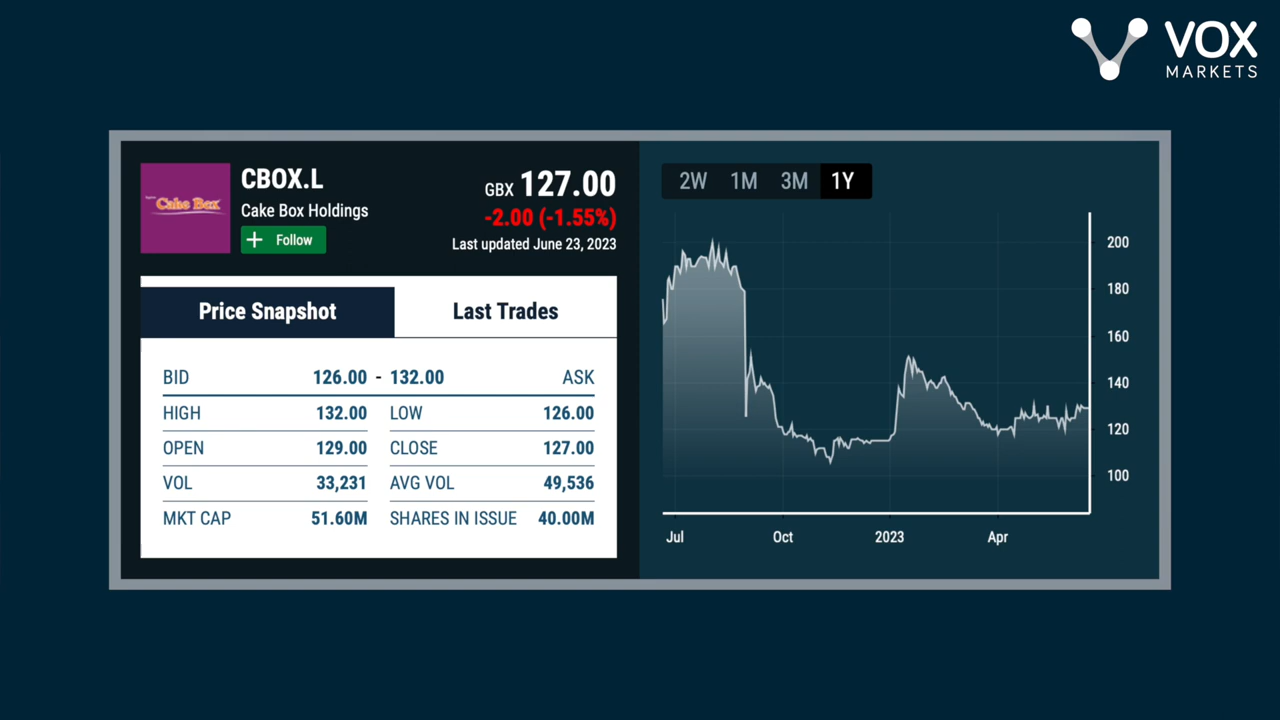 VOX
MARKETS
Cake Box
CBOX.L
Cake Box Holdings
+ Follow
GBX 127.00
-2.00 (-1.55%)
Last updated June 23, 2023
Price Snapshot
Last Trades
BID 126.00 - 132.00 ASK
HIGH 132.00 LOW 126.00
OPEN 129.00 CLOSE 127.00
VOL 33,231 AVG VOL 49,536
MKT CAP 51.60M SHARES IN ISSUE 40.00M
2W 1M 3M 1Y
200
180
160
140
120
100
Jul Oct 2023 Apr